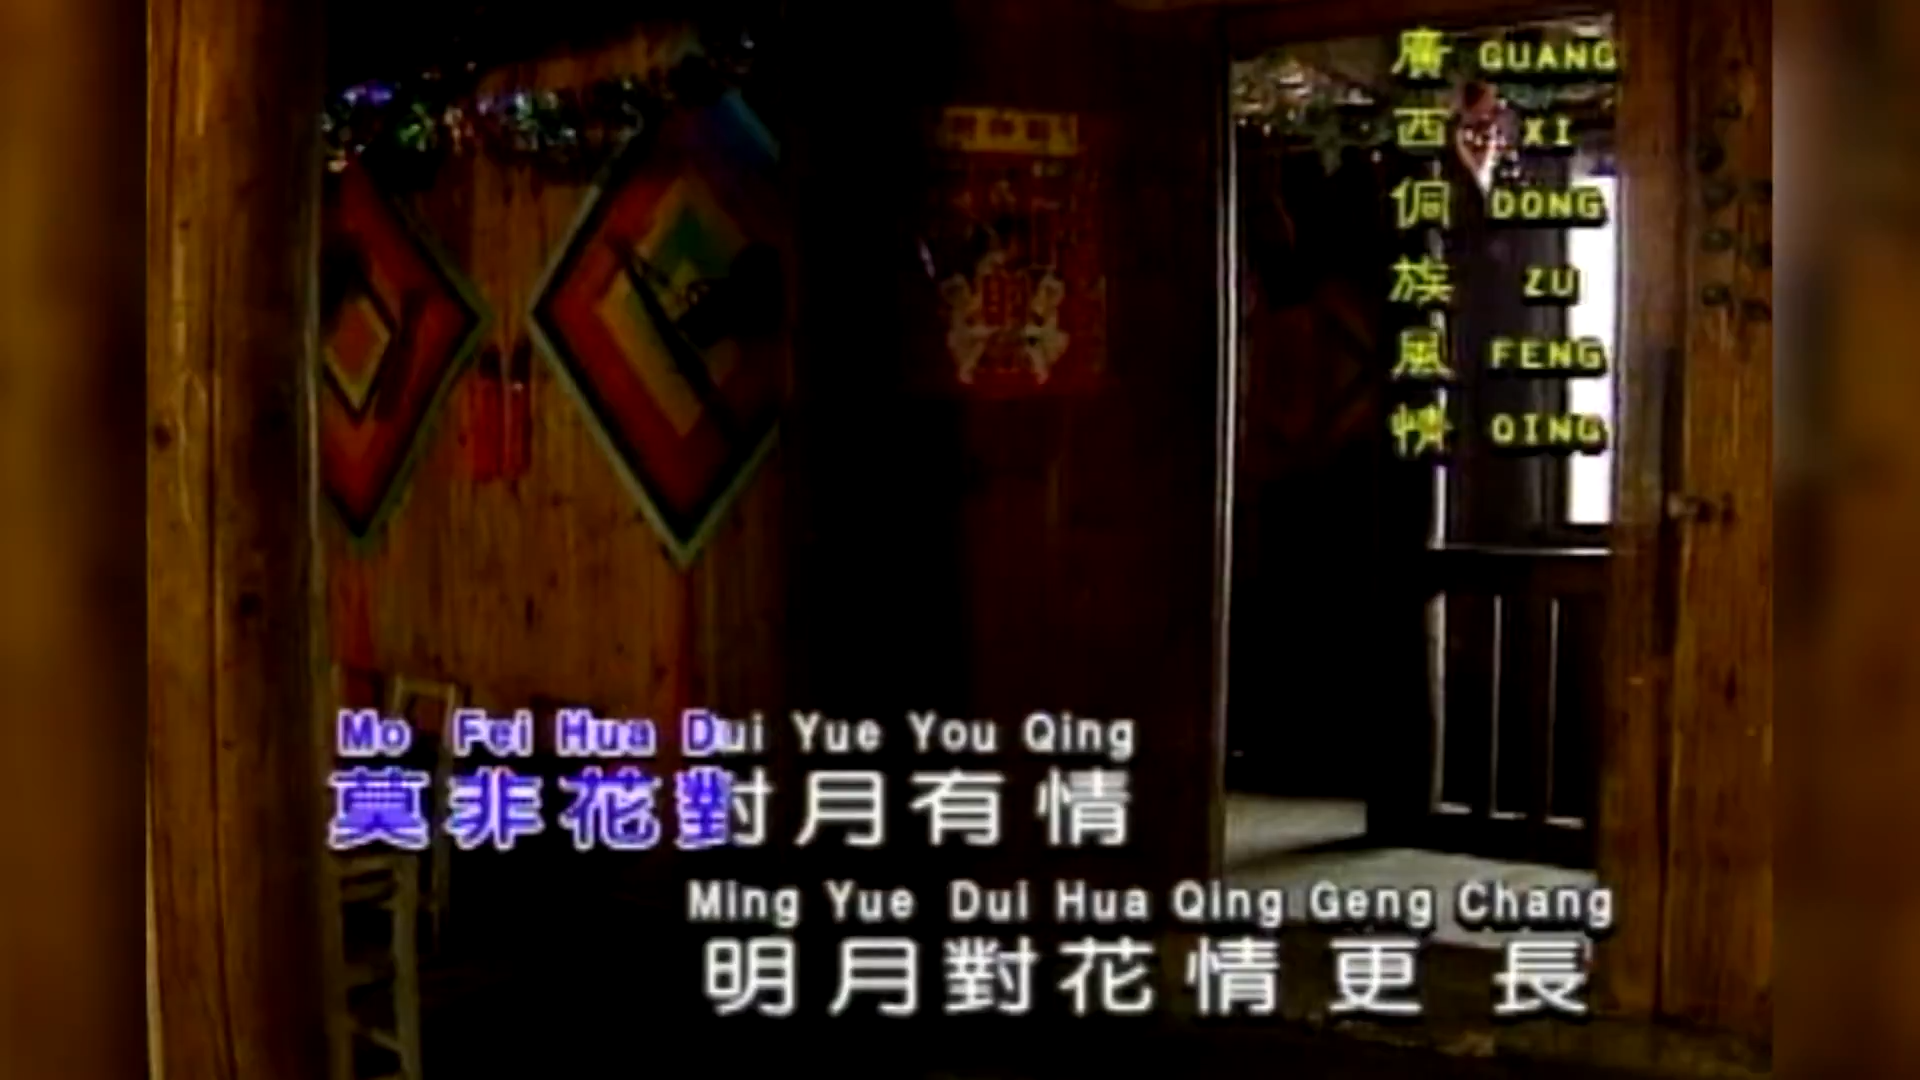 廣 GUANG
西 XI
侗 DONG
族 ZU
風 FENG
情 QING
Mo Fei Hua Dui Yue You Qing
莫非花對月有情
Ming Yue Dui Hua Qing Geng Chang
明月對花情更長